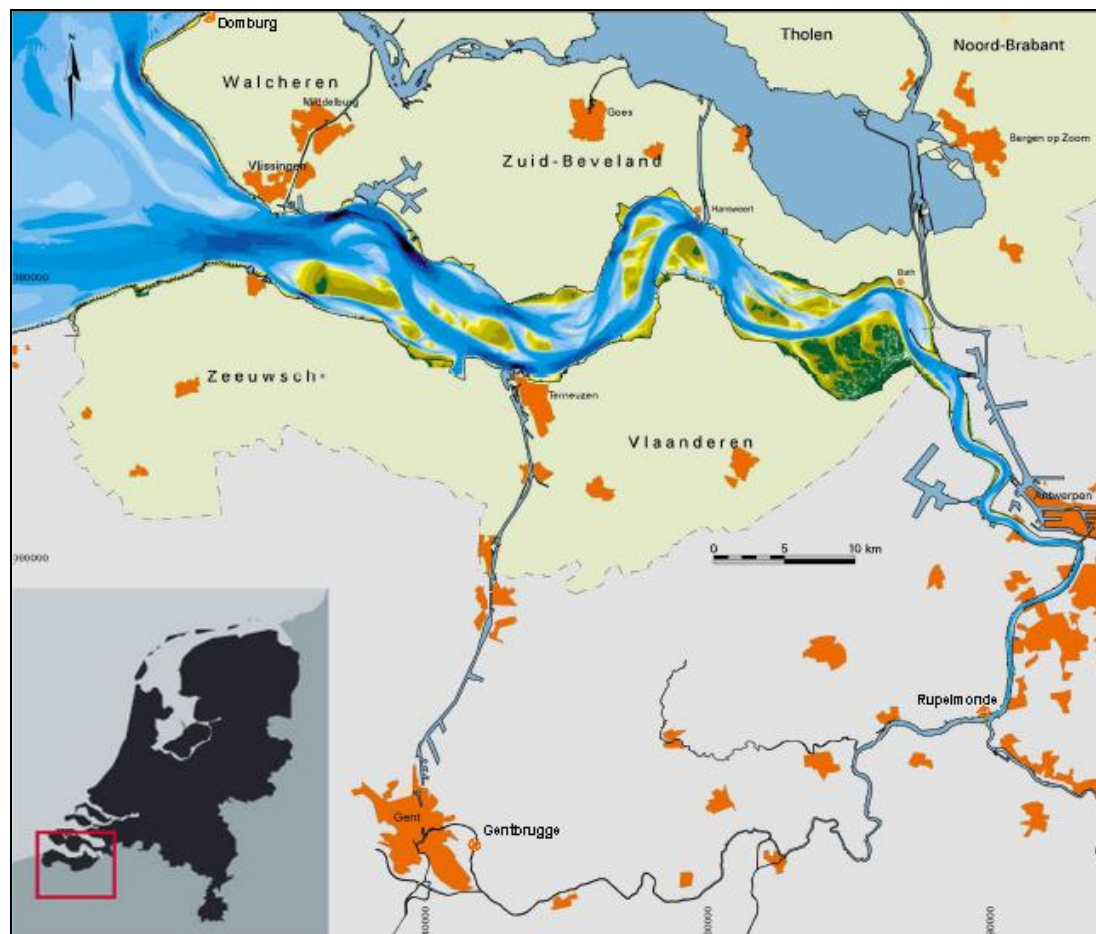 Domburg
Tholen
Noord-Brabant
N
Walcheren
Middelburg
Goes
Bergen op Zoom
Vlissingen
Zuid-Beveland
Hansweert
Bath
380000
Zeeuwsch-
Terneuzen
Vlaanderen
Antwerpen
0 5 10 km
Rupelmonde
Gent
Gentbrugge